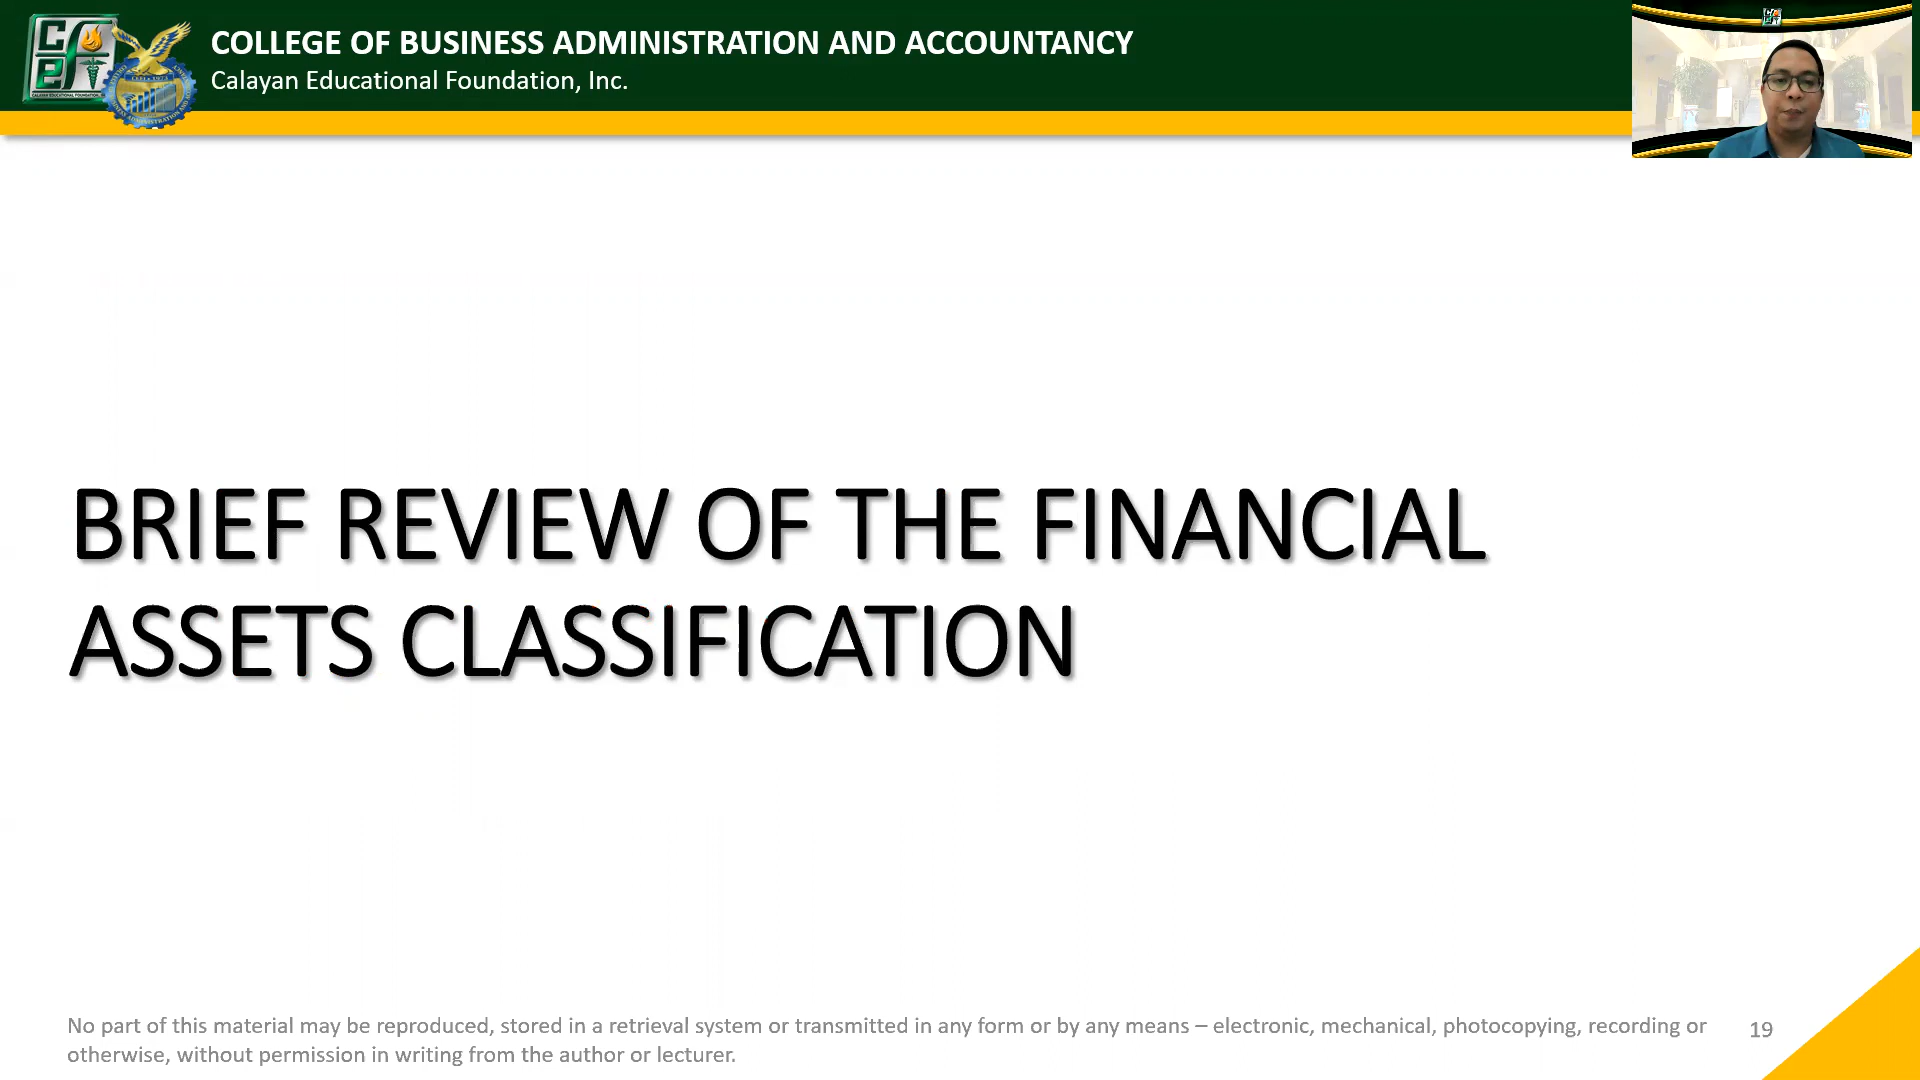 COLLEGE OF BUSINESS ADMINISTRATION AND ACCOUNTANCY
Calayan Educational Foundation, Inc.
BRIEF REVIEW OF THE FINANCIAL
ASSETS CLASSIFICATION
No part of this material may be reproduced, stored in a retrieval system or transmitted in any form or by any means – electronic, mechanical, photocopying, recording or
otherwise, without permission in writing from the author or lecturer.
19